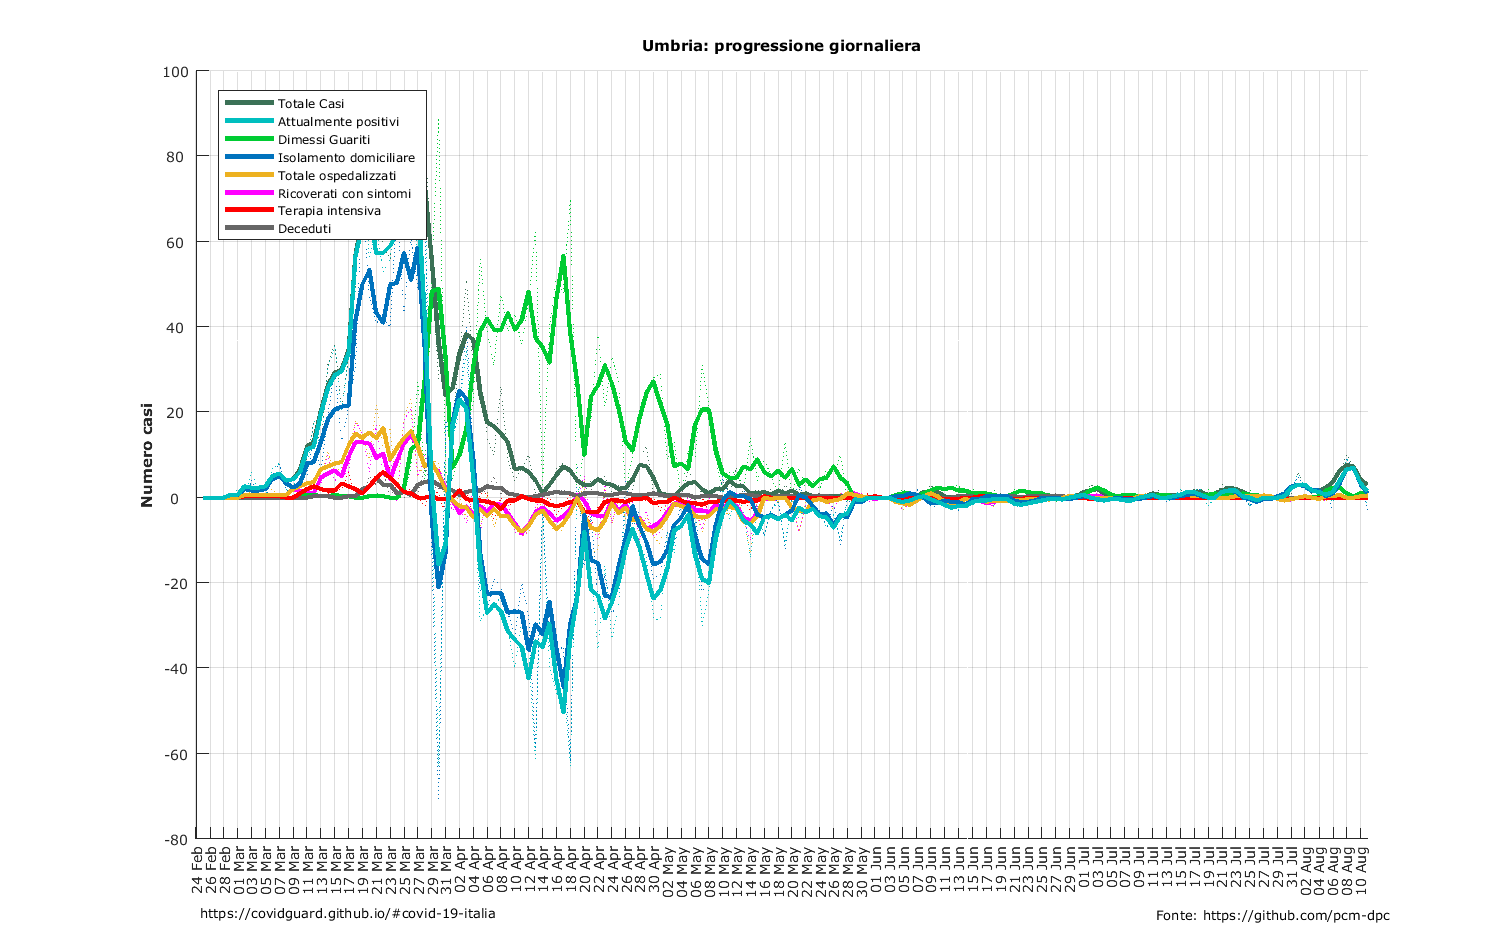 Umbria: progressione giornaliera
100
80
60
40
20
0
-20
-40
-60
-80
Numero casi
Totale Casi
Attualmente positivi
Dimessi Guariti
Isolamento domiciliare
Totale ospedalizzati
Ricoverati con sintomi
Terapia intensiva
Deceduti
24 Feb
26 Feb
28 Feb
01 Mar
03 Mar
05 Mar
07 Mar
09 Mar
11 Mar
13 Mar
15 Mar
17 Mar
19 Mar
21 Mar
23 Mar
25 Mar
27 Mar
29 Mar
31 Mar
02 Apr
04 Apr
06 Apr
08 Apr
10 Apr
12 Apr
14 Apr
16 Apr
18 Apr
20 Apr
22 Apr
24 Apr
26 Apr
28 Apr
30 Apr
02 May
04 May
06 May
08 May
10 May
12 May
14 May
16 May
18 May
20 May
22 May
24 May
26 May
28 May
30 May
01 Jun
03 Jun
05 Jun
07 Jun
09 Jun
11 Jun
13 Jun
15 Jun
17 Jun
19 Jun
21 Jun
23 Jun
25 Jun
27 Jun
29 Jun
01 Jul
03 Jul
05 Jul
07 Jul
09 Jul
11 Jul
13 Jul
15 Jul
17 Jul
19 Jul
21 Jul
23 Jul
25 Jul
27 Jul
29 Jul
31 Jul
02 Aug
04 Aug
06 Aug
08 Aug
10 Aug
https://covidguard.github.io/#covid-19-italia
Fonte: https://github.com/pcm-dpc